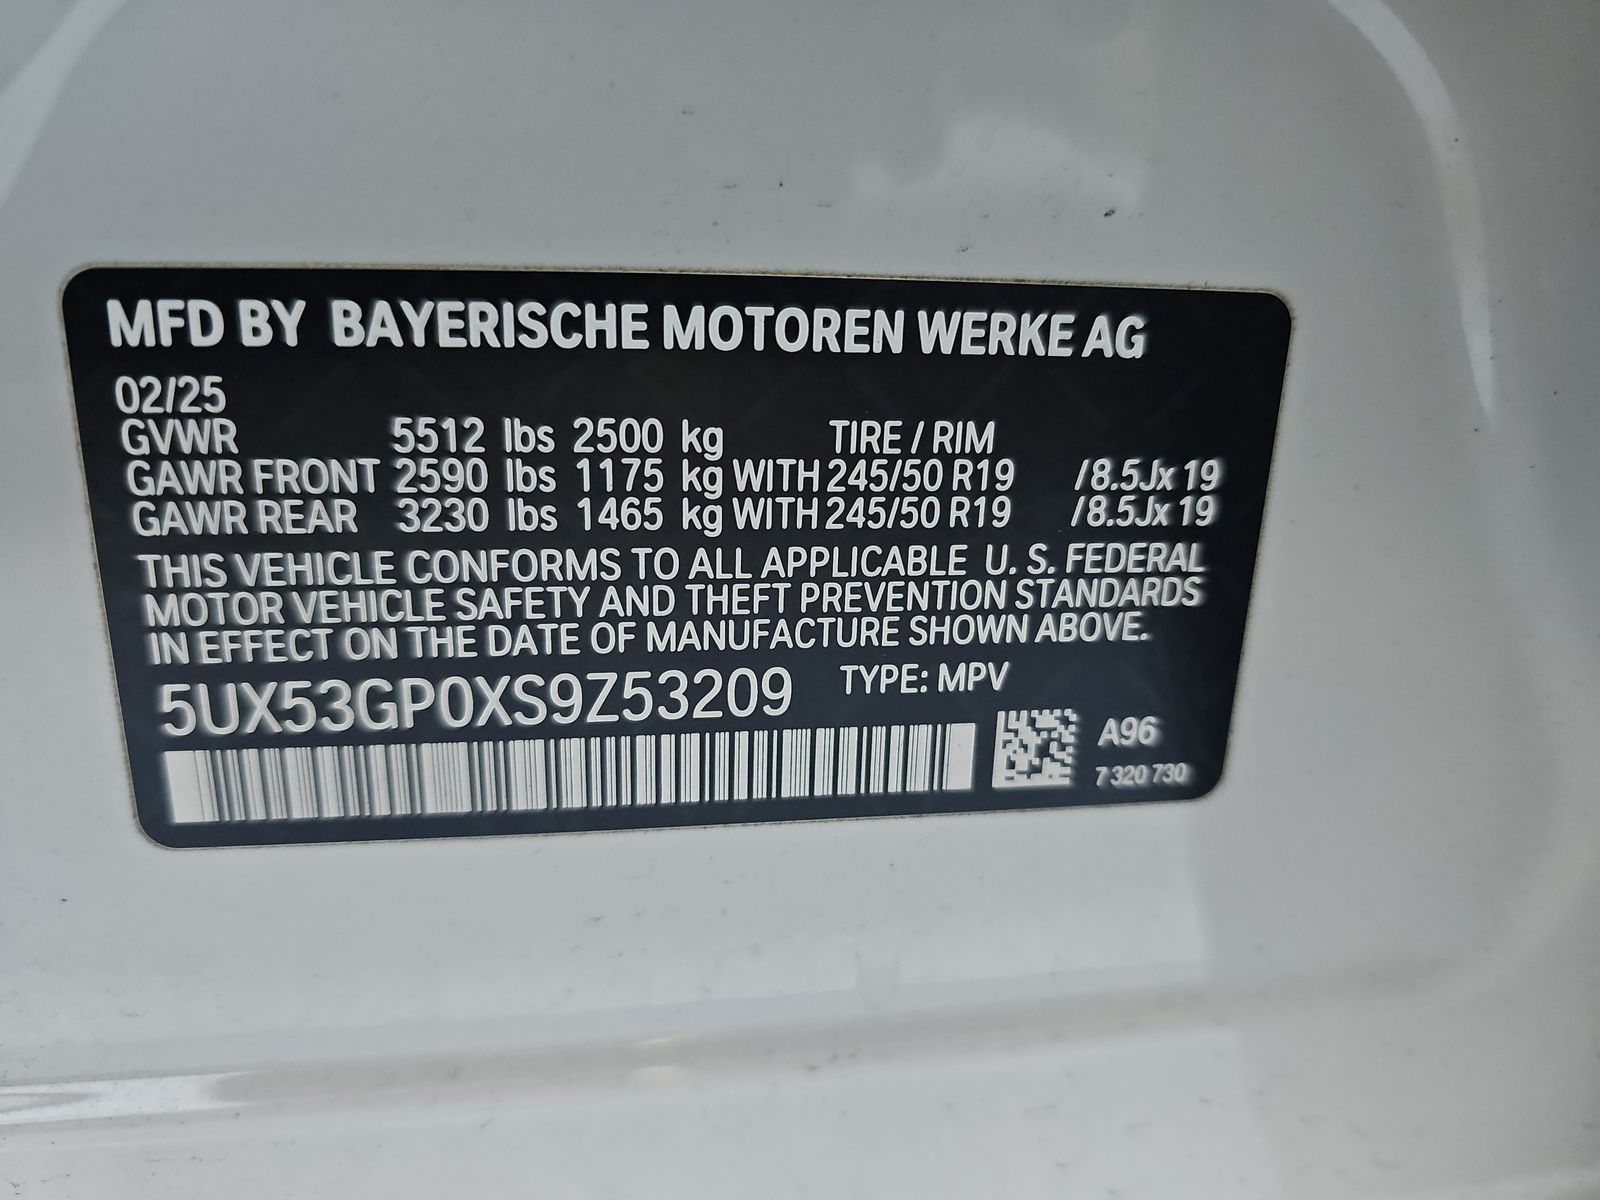 MFD BY BAYERISCHE MOTOREN WERKE AG
02/25
GVWR 5512 lbs 2500 kg TIRE / RIM
GAWR FRONT 2590 lbs 1175 kg WITH 245/50 R19 /8.5Jx 19
GAWR REAR 3230 lbs 1465 kg WITH 245/50 R19 /8.5Jx 19
THIS VEHICLE CONFORMS TO ALL APPLICABLE U. S. FEDERAL
MOTOR VEHICLE SAFETY AND THEFT PREVENTION STANDARDS
IN EFFECT ON THE DATE OF MANUFACTURE SHOWN ABOVE.
5UX53GP0XS9Z53209 TYPE: MPV
A96
7 320 730